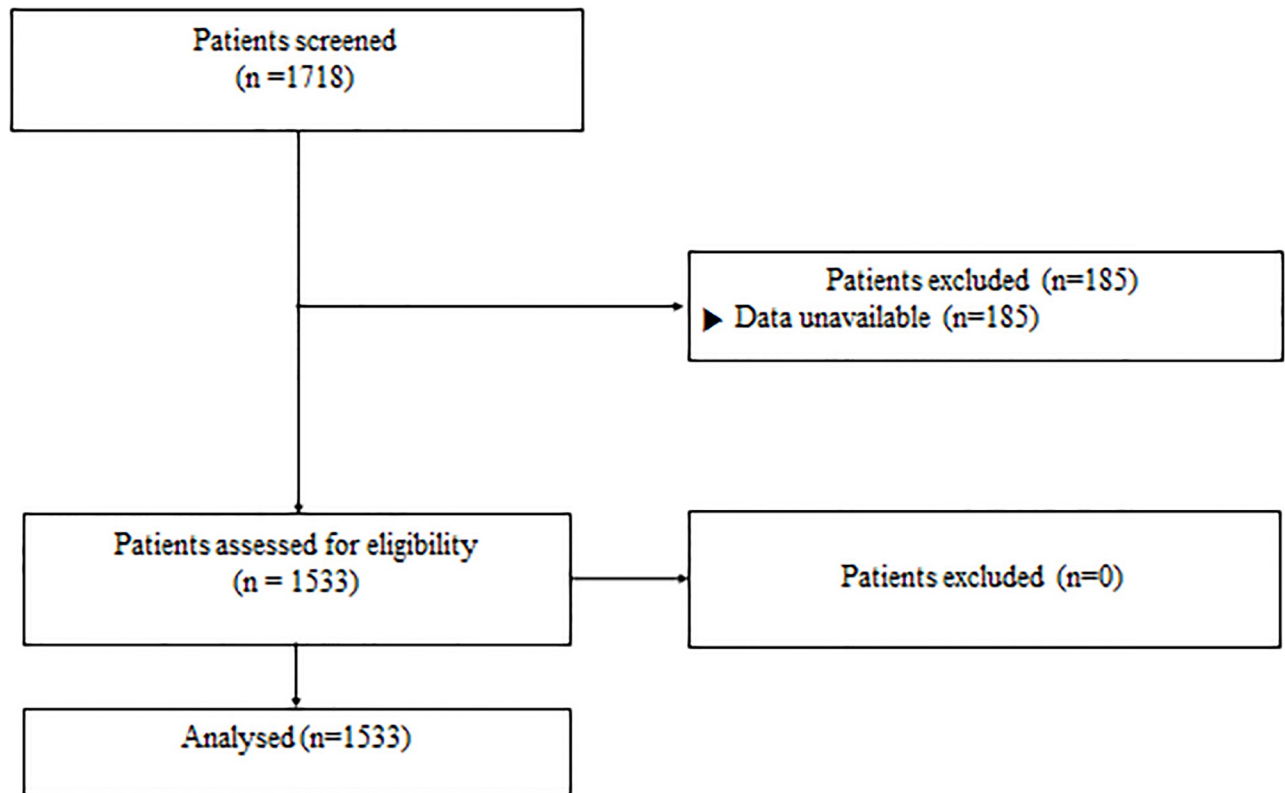 Patients screened
(n =1718)
Patients excluded (n=185)
▶ Data unavailable (n=185)
Patients assessed for eligibility
(n = 1533)
Patients excluded (n=0)
Analysed (n=1533)